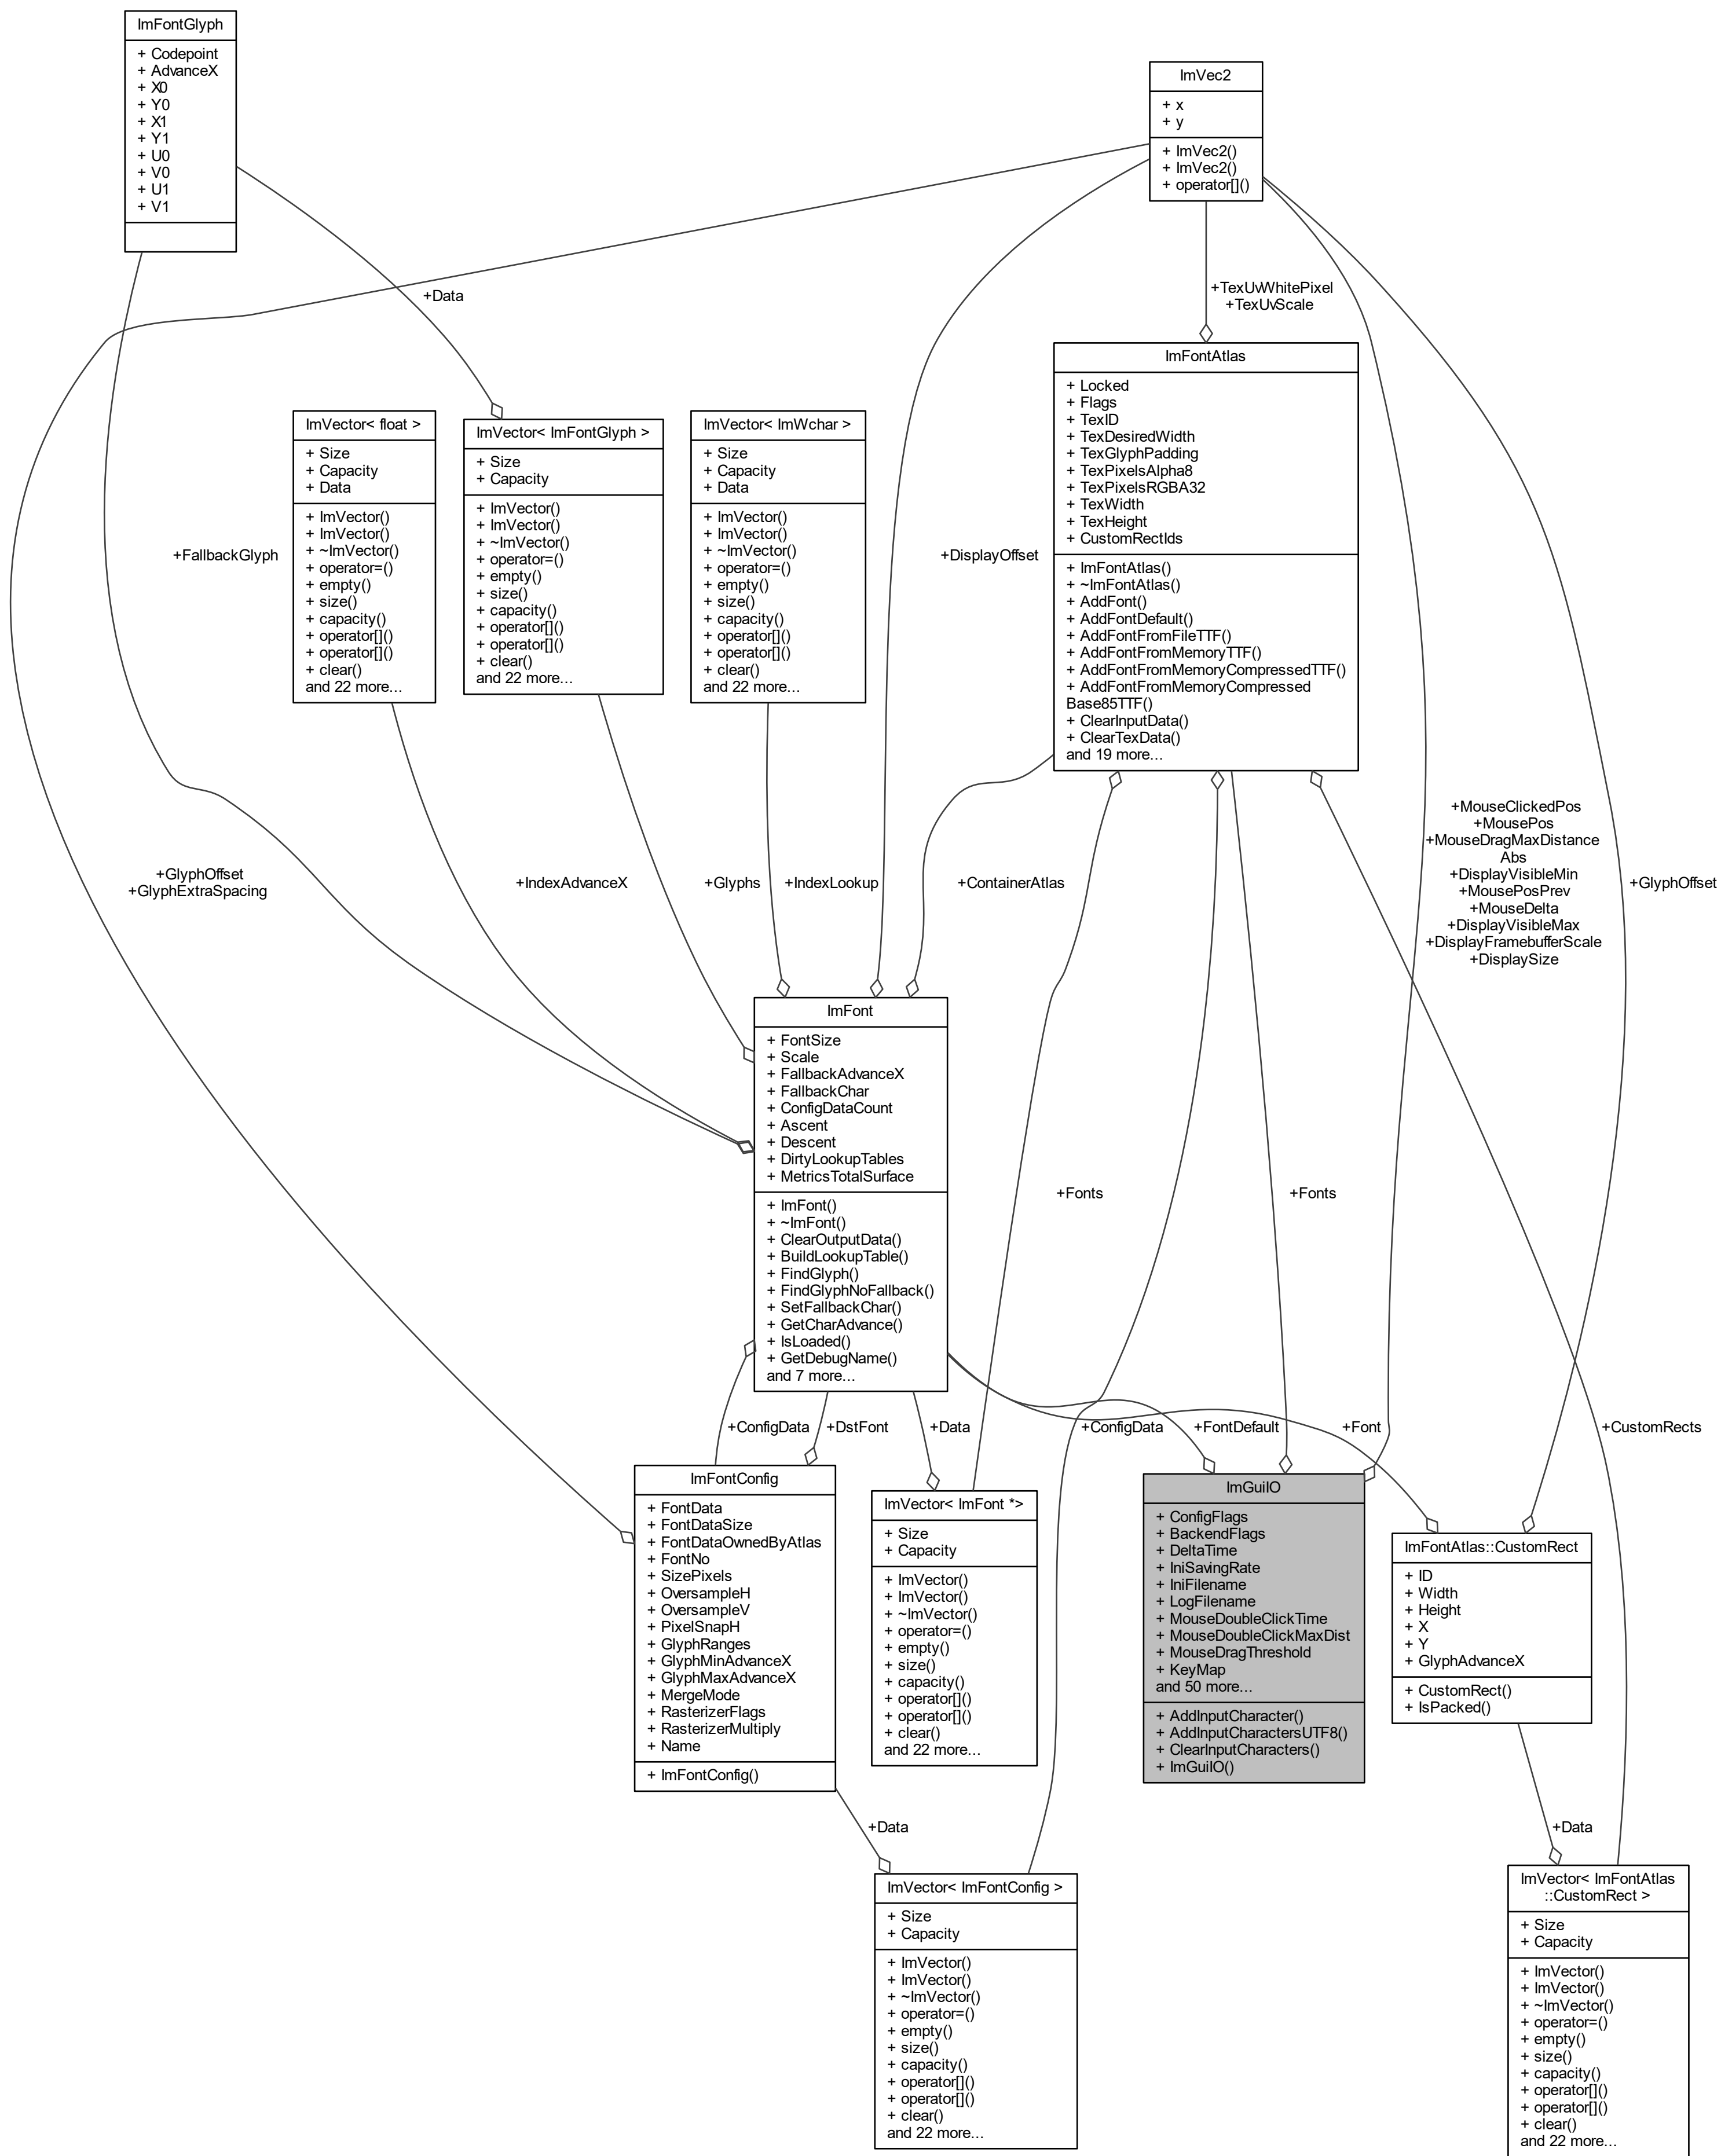 ImFontGlyph
+ Codepoint
+ AdvanceX
+ X0
+ Y0
+ X1
+ Y1
+ U0
+ V0
+ U1
+ V1
ImVec2
+ x
+ y
+ ImVec2()
+ ImVec2()
+ operator[]()
+Data
+TexUvWhitePixel
+TexUvScale
ImVector< float >
+ Size
+ Capacity
+ Data
+ ImVector()
+ ImVector()
+ ~ImVector()
+ operator=()
+ empty()
+ size()
+ capacity()
+ operator[]()
+ operator[]()
+ clear()
and 22 more...
ImVector< ImFontGlyph >
+ Size
+ Capacity
+ ImVector()
+ ImVector()
+ ~ImVector()
+ operator=()
+ empty()
+ size()
+ capacity()
+ operator[]()
+ operator[]()
+ clear()
and 22 more...
ImVector< ImWchar >
+ Size
+ Capacity
+ Data
+ ImVector()
+ ImVector()
+ ~ImVector()
+ operator=()
+ empty()
+ size()
+ capacity()
+ operator[]()
+ operator[]()
+ clear()
and 22 more...
ImFontAtlas
+ Locked
+ Flags
+ TexID
+ TexDesiredWidth
+ TexGlyphPadding
+ TexPixelsAlpha8
+ TexPixelsRGBA32
+ TexWidth
+ TexHeight
+ CustomRectIds
+ ImFontAtlas()
+ ~ImFontAtlas()
+ AddFont()
+ AddFontDefault()
+ AddFontFromFileTTF()
+ AddFontFromMemoryTTF()
+ AddFontFromMemoryCompressedTTF()
+ AddFontFromMemoryCompressed
Base85TTF()
+ ClearInputData()
+ ClearTexData()
and 19 more...
+FallbackGlyph
+DisplayOffset
+GlyphOffset
+GlyphExtraSpacing
+IndexAdvanceX
+Glyphs
+IndexLookup
+ContainerAtlas
+MouseClickedPos
+MousePos
+MouseDragMaxDistance
Abs
+DisplayVisibleMin
+MousePosPrev
+MouseDelta
+DisplayVisibleMax
+DisplayFramebufferScale
+DisplaySize
+GlyphOffset
ImFont
+ FontSize
+ Scale
+ FallbackAdvanceX
+ FallbackChar
+ ConfigDataCount
+ Ascent
+ Descent
+ DirtyLookupTables
+ MetricsTotalSurface
+ ImFont()
+ ~ImFont()
+ ClearOutputData()
+ BuildLookupTable()
+ FindGlyph()
+ FindGlyphNoFallback()
+ SetFallbackChar()
+ GetCharAdvance()
+ IsLoaded()
+ GetDebugName()
and 7 more...
+Fonts
+Fonts
+ConfigData
+DstFont
+Data
+ConfigData
+FontDefault
+Font
+CustomRects
ImFontConfig
+ FontData
+ FontDataSize
+ FontDataOwnedByAtlas
+ FontNo
+ SizePixels
+ OversampleH
+ OversampleV
+ PixelSnapH
+ GlyphRanges
+ GlyphMinAdvanceX
+ GlyphMaxAdvanceX
+ MergeMode
+ RasterizerFlags
+ RasterizerMultiply
+ Name
+ ImFontConfig()
ImVector< ImFont *>
+ Size
+ Capacity
+ ImVector()
+ ImVector()
+ ~ImVector()
+ operator=()
+ empty()
+ size()
+ capacity()
+ operator[]()
+ operator[]()
+ clear()
and 22 more...
ImGuiIO
+ ConfigFlags
+ BackendFlags
+ DeltaTime
+ IniSavingRate
+ IniFilename
+ LogFilename
+ MouseDoubleClickTime
+ MouseDoubleClickMaxDist
+ MouseDragThreshold
+ KeyMap
and 50 more...
+ AddInputCharacter()
+ AddInputCharactersUTF8()
+ ClearInputCharacters()
+ ImGuiIO()
ImFontAtlas::CustomRect
+ ID
+ Width
+ Height
+ X
+ Y
+ GlyphAdvanceX
+ CustomRect()
+ IsPacked()
+Data
+Data
ImVector< ImFontConfig >
+ Size
+ Capacity
+ ImVector()
+ ImVector()
+ ~ImVector()
+ operator=()
+ empty()
+ size()
+ capacity()
+ operator[]()
+ operator[]()
+ clear()
and 22 more...
ImVector< ImFontAtlas
::CustomRect >
+ Size
+ Capacity
+ ImVector()
+ ImVector()
+ ~ImVector()
+ operator=()
+ empty()
+ size()
+ capacity()
+ operator[]()
+ operator[]()
+ clear()
and 22 more...